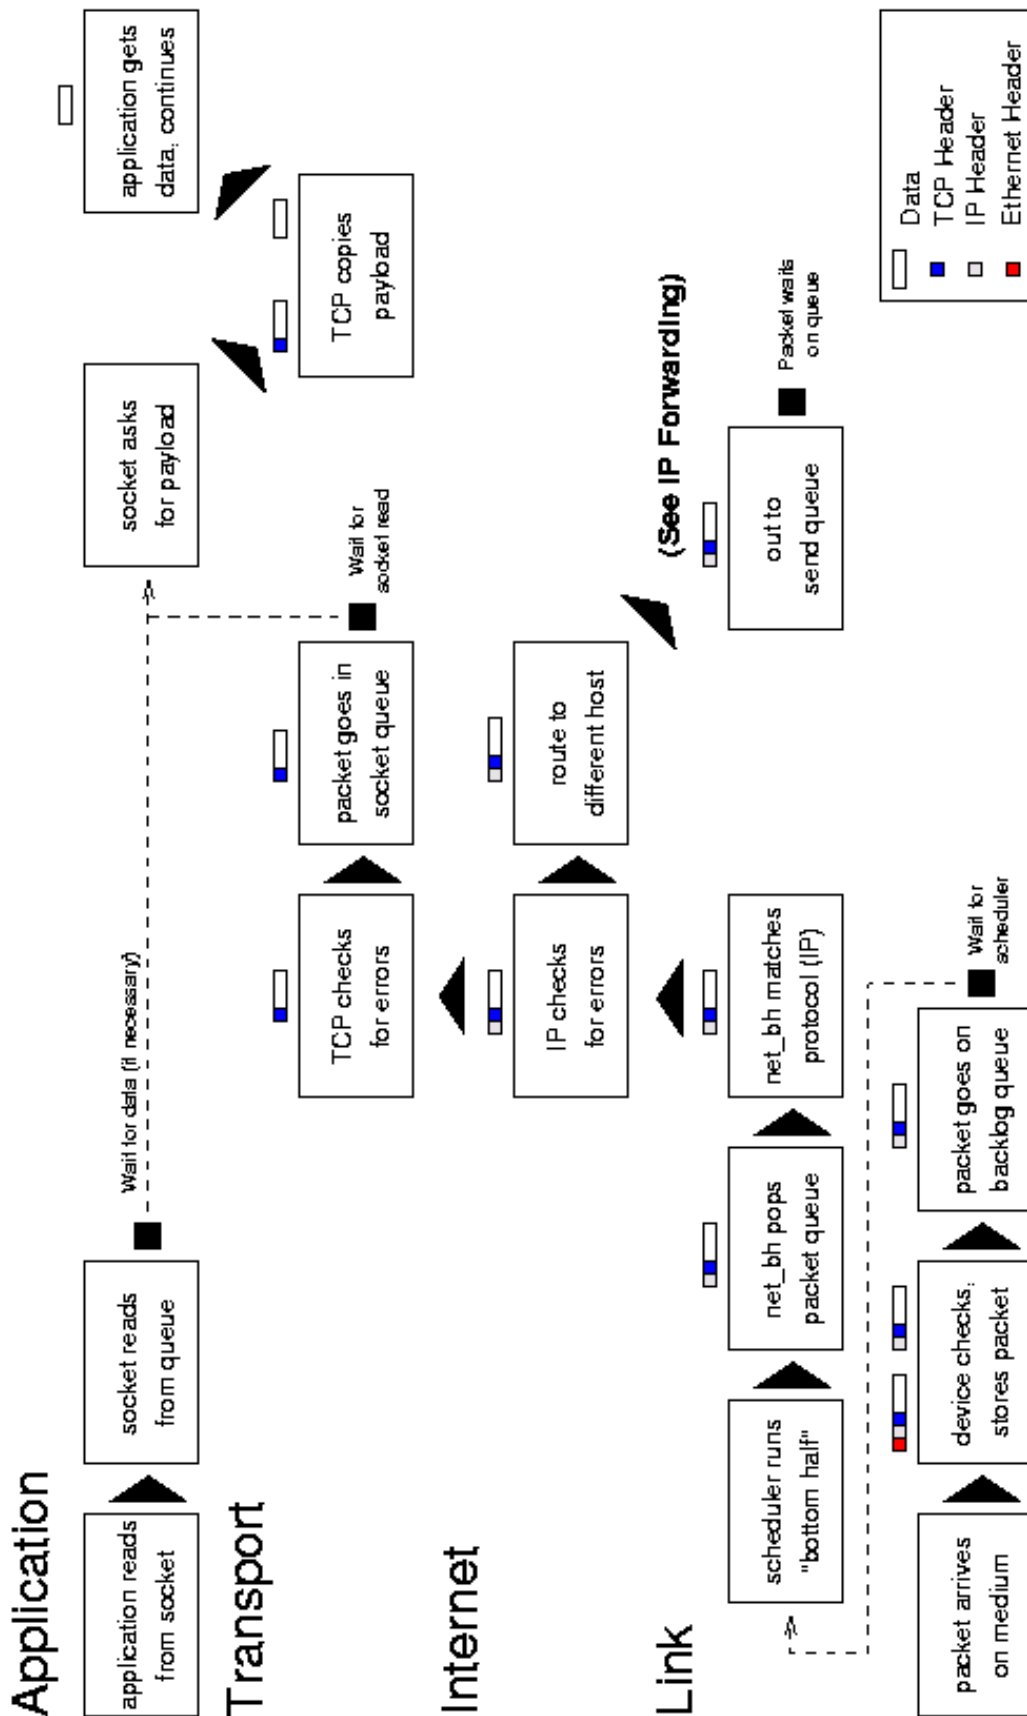 Application
application reads
from socket
socket reads
from queue
Wait for data (if necessary)
socket asks
for payload
application gets
data, continues
Transport
TCP checks
for errors
packet goes in
socket queue
Wait for
socket read
TCP copies
payload
Internet
IP checks
for errors
route to
different host
(See IP Forwarding)
Link
scheduler runs
"bottom half"
net_bh pops
packet queue
net_bh matches
protocol (IP)
out to
send queue
Packet waits
on queue
packet arrives
on medium
device checks,
stores packet
packet goes on
backlog queue
Wait for
scheduler
Data
TCP Header
IP Header
Ethernet Header